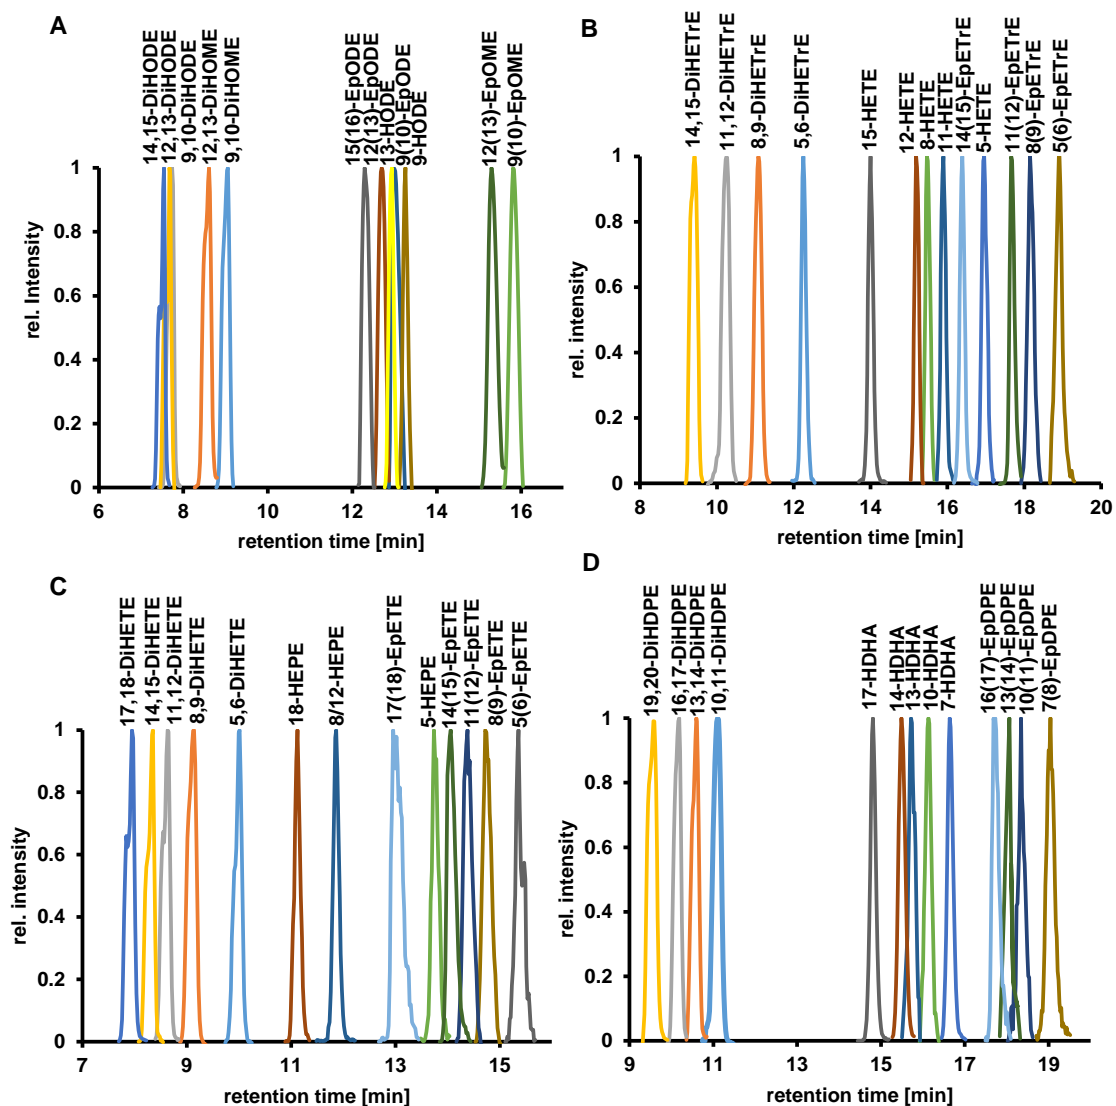 A
14,15-DiHODE
12,13-DiHODE
9,10-DiHODE
12,13-DiHOME
9,10-DiHOME
15(16)-EpODE
12(13)-EpODE
13-HODE
9(10)-EpODE
9-HODE
12(13)-EpOME
9(10)-EpOME
rel. Intensity
1
0.8
0.6
0.4
0.2
0
6 8 10 12 14 16
retention time [min]
B
14,15-DiHETrE
11,12-DiHETrE
8,9-DiHETrE
5,6-DiHETrE
15-HETE
12-HETE
8-HETE
11-HETE
14(15)-EpETrE
5-HETE
11(12)-EpETrE
8(9)-EpETrE
5(6)-EpETrE
rel. intensity
1
0.8
0.6
0.4
0.2
0
8 10 12 14 16 18 20
retention time [min]
C
17,18-DiHETE
14,15-DiHETE
11,12-DiHETE
8,9-DiHETE
5,6-DiHETE
18-HEPE
8/12-HEPE
17(18)-EpETE
5-HEPE
14(15)-EpETE
11(12)-EpETE
8(9)-EpETE
5(6)-EpETE
rel. intensity
1
0.8
0.6
0.4
0.2
0
7 9 11 13 15
retention time [min]
D
19,20-DiHDPE
16,17-DiHDPE
13,14-DiHDPE
10,11-DiHDPE
17-HDHA
14-HDHA
13-HDHA
10-HDHA
7-HDHA
16(17)-EpDPE
13(14)-EpDPE
10(11)-EpDPE
7(8)-EpDPE
rel. intensity
1
0.8
0.6
0.4
0.2
0
9 11 13 15 17 19
retention time [min]